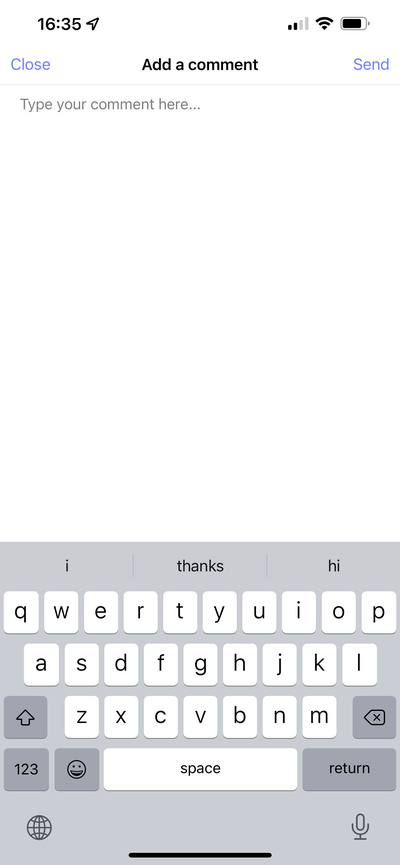 16:35
Close Add a comment Send
Type your comment here...
i thanks hi
q w e r t y u i o p
a s d f g h j k l
z x c v b n m
123 space return